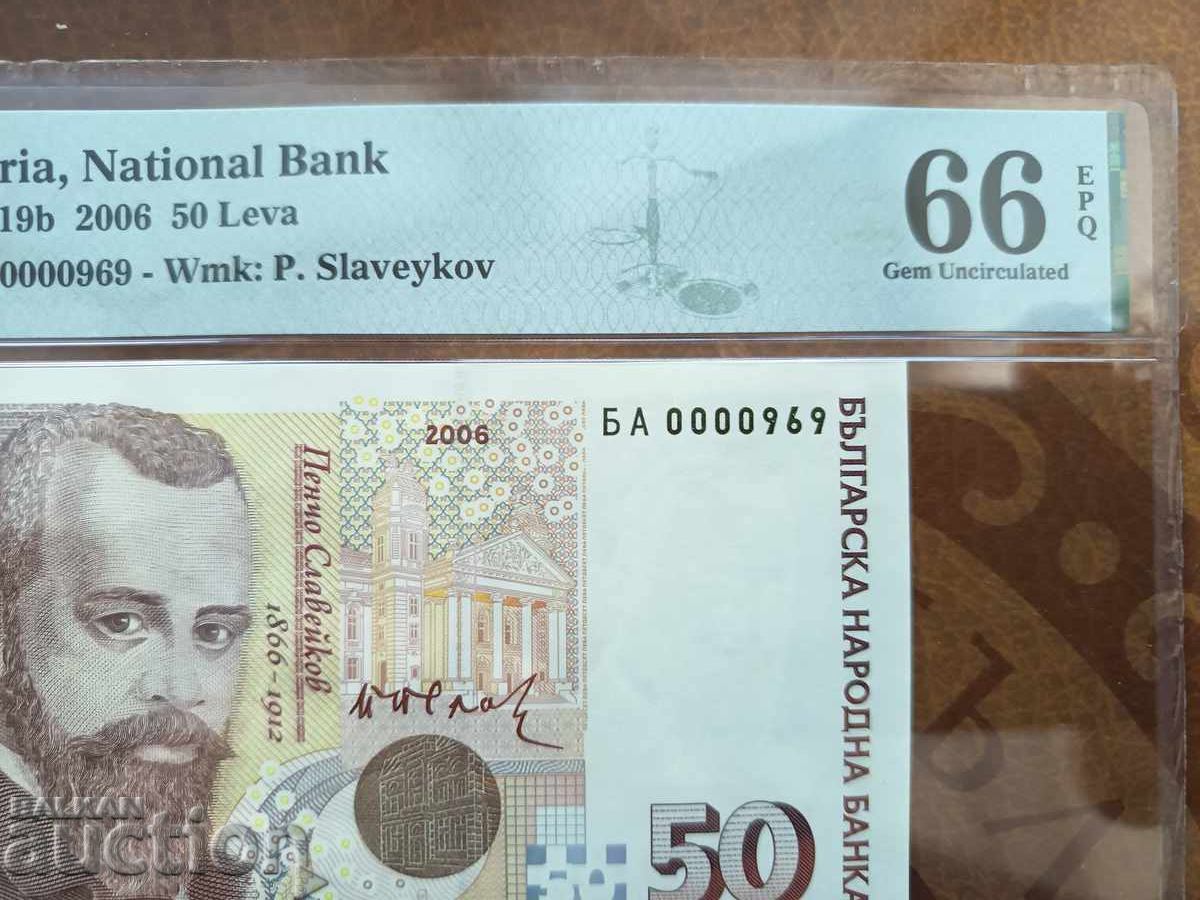 ria, National Bank
19b 2006 50 Leva
0000969 - Wmk: P. Slaveykov
66
EPQ
Gem Uncirculated
2006
БА 0000969
Пенчо Славейков
1866-1912
БЪЛГАРСКА НАРОДНА БАНКА
50
BALKAN
auction